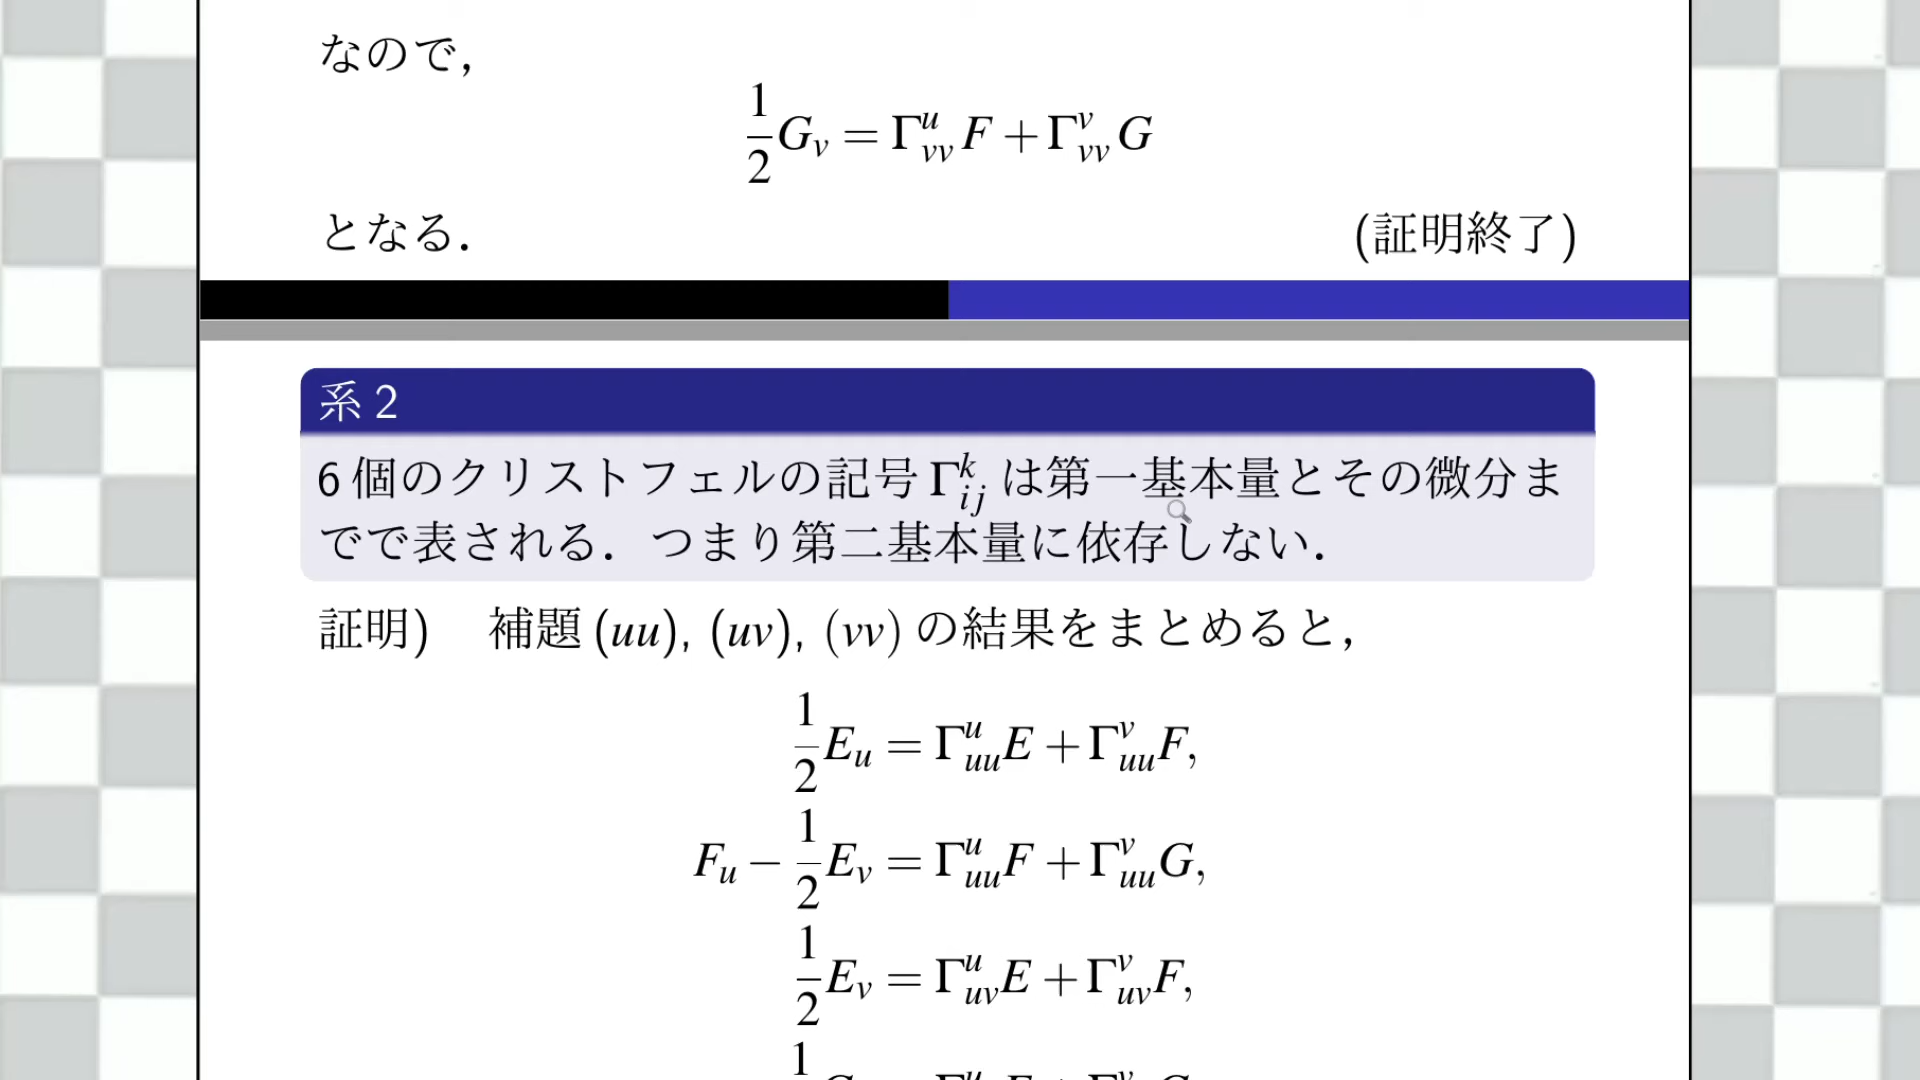 なので,
1/2 G_v = Γ^u_{vv} F + Γ^v_{vv} G
となる. (証明終了)
系 2
6 個のクリストフェルの記号 Γ^k_{ij} は第一基本量とその微分ま
でで表される. つまり第二基本量に依存しない.
証明) 補題 (uu), (uv), (vv) の結果をまとめると,
1/2 E_u = Γ^u_{uu} E + Γ^v_{uu} F,
F_u − 1/2 E_v = Γ^u_{uu} F + Γ^v_{uu} G,
1/2 E_v = Γ^u_{uv} E + Γ^v_{uv} F,